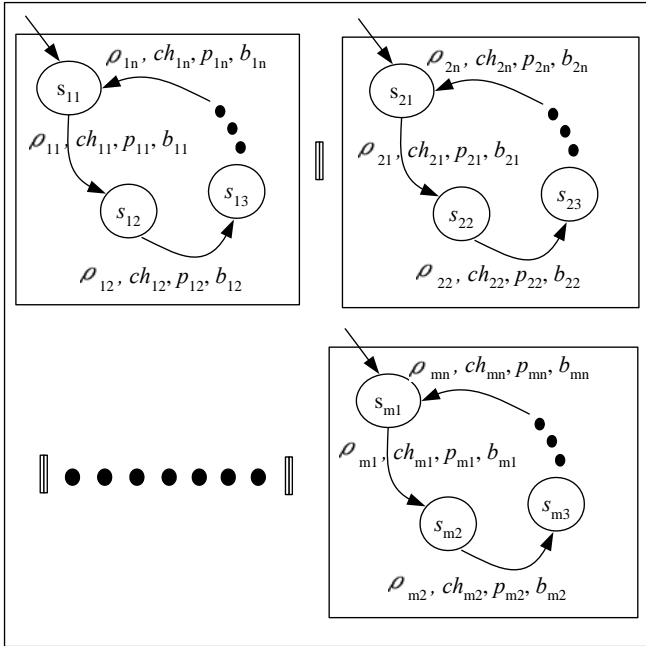 ρ₁ₙ, ch₁ₙ, p₁ₙ, b₁ₙ
s₁₁
ρ₁₁, ch₁₁, p₁₁, b₁₁
s₁₂
s₁₃
ρ₁₂, ch₁₂, p₁₂, b₁₂
ρ₂ₙ, ch₂ₙ, p₂ₙ, b₂ₙ
s₂₁
ρ₂₁, ch₂₁, p₂₁, b₂₁
s₂₂
s₂₃
ρ₂₂, ch₂₂, p₂₂, b₂₂
ρₘₙ, chₘₙ, pₘₙ, bₘₙ
sₘ₁
ρₘ₁, chₘ₁, pₘ₁, bₘ₁
sₘ₂
sₘ₃
ρₘ₂, chₘ₂, pₘ₂, bₘ₂